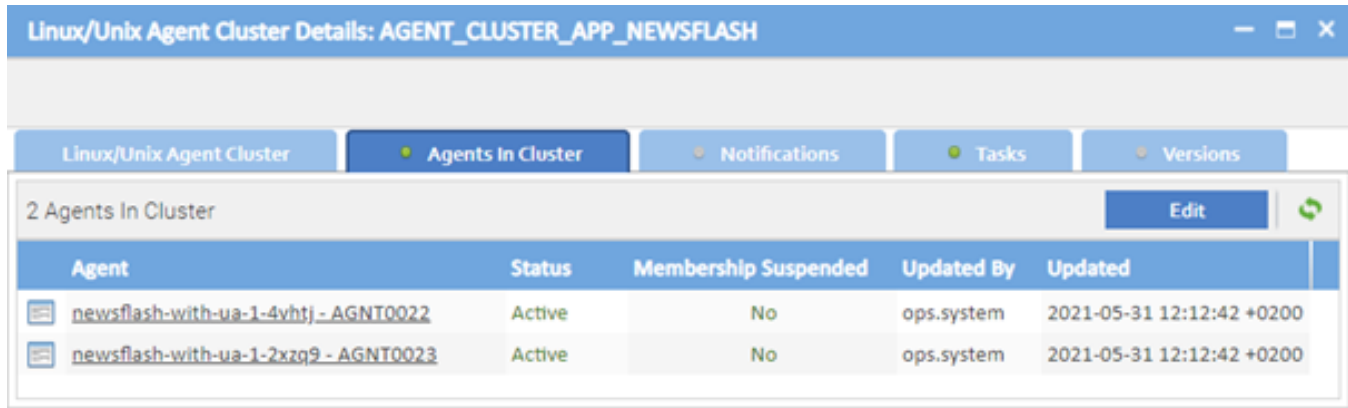 Linux/Unix Agent Cluster Details: AGENT_CLUSTER_APP_NEWSFLASH
Linux/Unix Agent Cluster Agents In Cluster Notifications Tasks Versions
2 Agents In Cluster Edit
Agent Status Membership Suspended Updated By Updated
newsflash-with-ua-1-4vhtj - AGNT0022 Active No ops.system 2021-05-31 12:12:42 +0200
newsflash-with-ua-1-2xzq9 - AGNT0023 Active No ops.system 2021-05-31 12:12:42 +0200